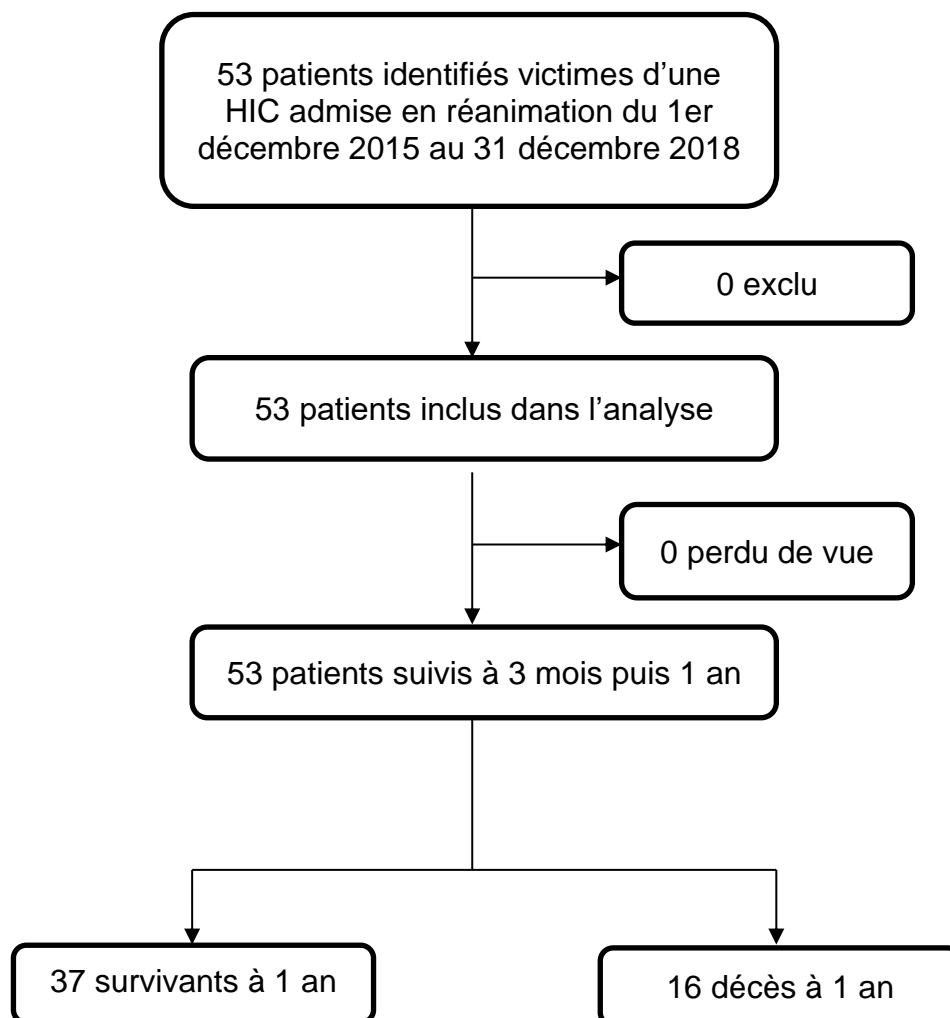 53 patients identifiés victimes d’une
HIC admise en réanimation du 1er
décembre 2015 au 31 décembre 2018
0 exclu
53 patients inclus dans l’analyse
0 perdu de vue
53 patients suivis à 3 mois puis 1 an
37 survivants à 1 an
16 décès à 1 an